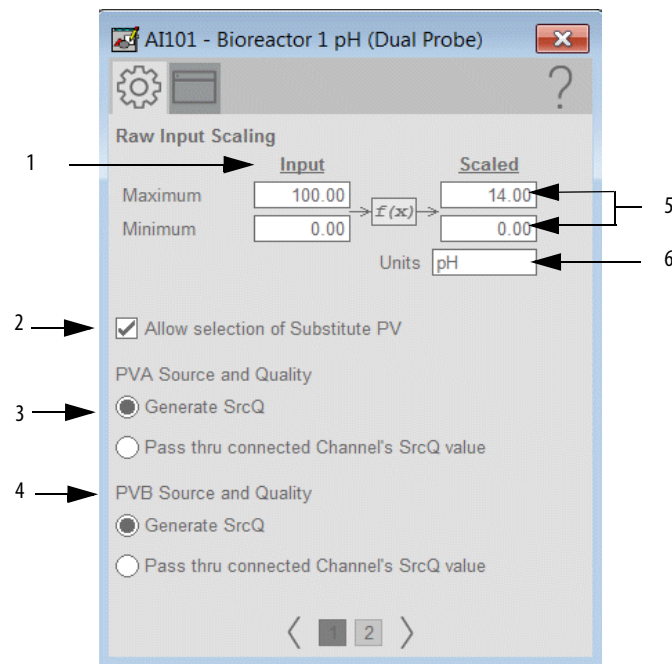 AI101 - Bioreactor 1 pH (Dual Probe)
?
Raw Input Scaling
1 Input Scaled
Maximum 100.00 f(x) 14.00
5
Minimum 0.00 0.00
Units pH 6
2 Allow selection of Substitute PV
PVA Source and Quality
3 Generate SrcQ
Pass thru connected Channel's SrcQ value
4 PVB Source and Quality
Generate SrcQ
Pass thru connected Channel's SrcQ value
1 2